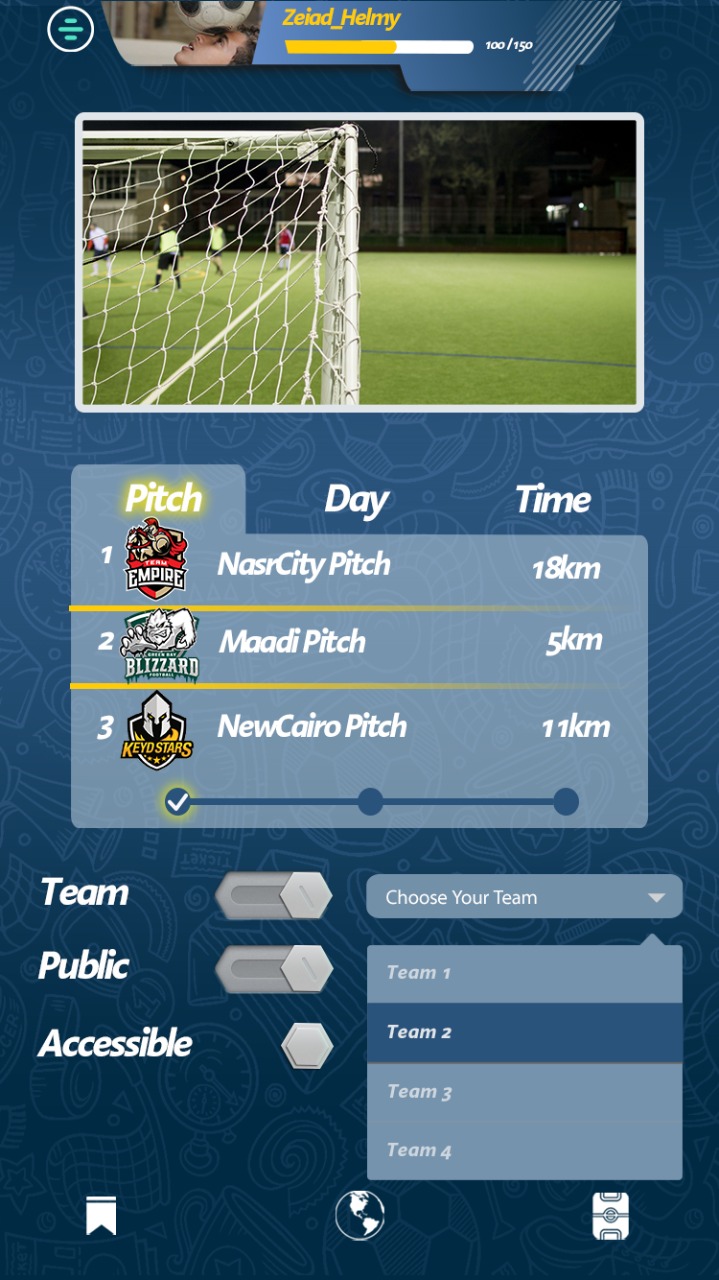 Zeiad_Helmy
100 / 150
Pitch Day Time
1 TEAM EMPIRE NasrCity Pitch 18km
2 GREEN BAY BLIZZARD FOOTBALL Maadi Pitch 5km
3 KEYD STARS NewCairo Pitch 11km
Team Choose Your Team
Public Team 1
Team 2
Accessible
Team 3
Team 4